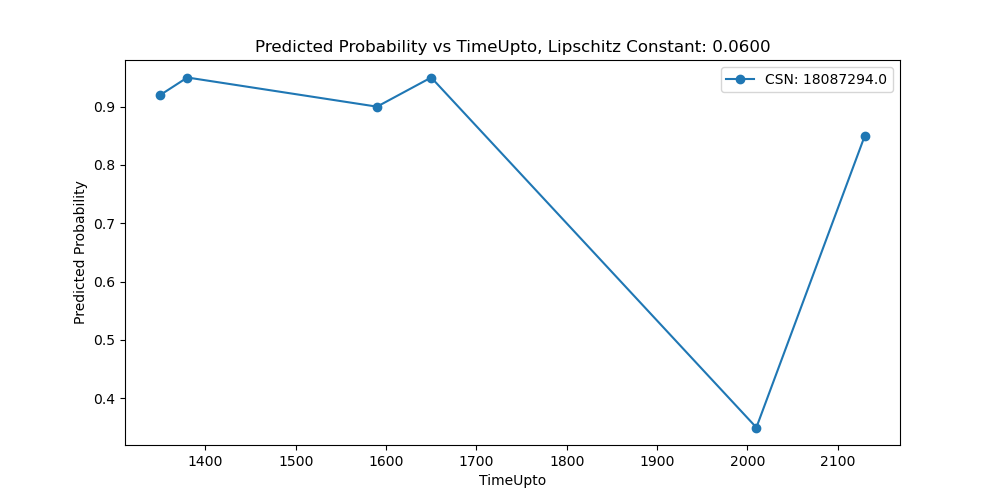 Predicted Probability vs TimeUpto, Lipschitz Constant: 0.0600
CSN: 18087294.0
0.9
0.8
0.7
0.6
0.5
0.4
Predicted Probability
1400 1500 1600 1700 1800 1900 2000 2100
TimeUpto